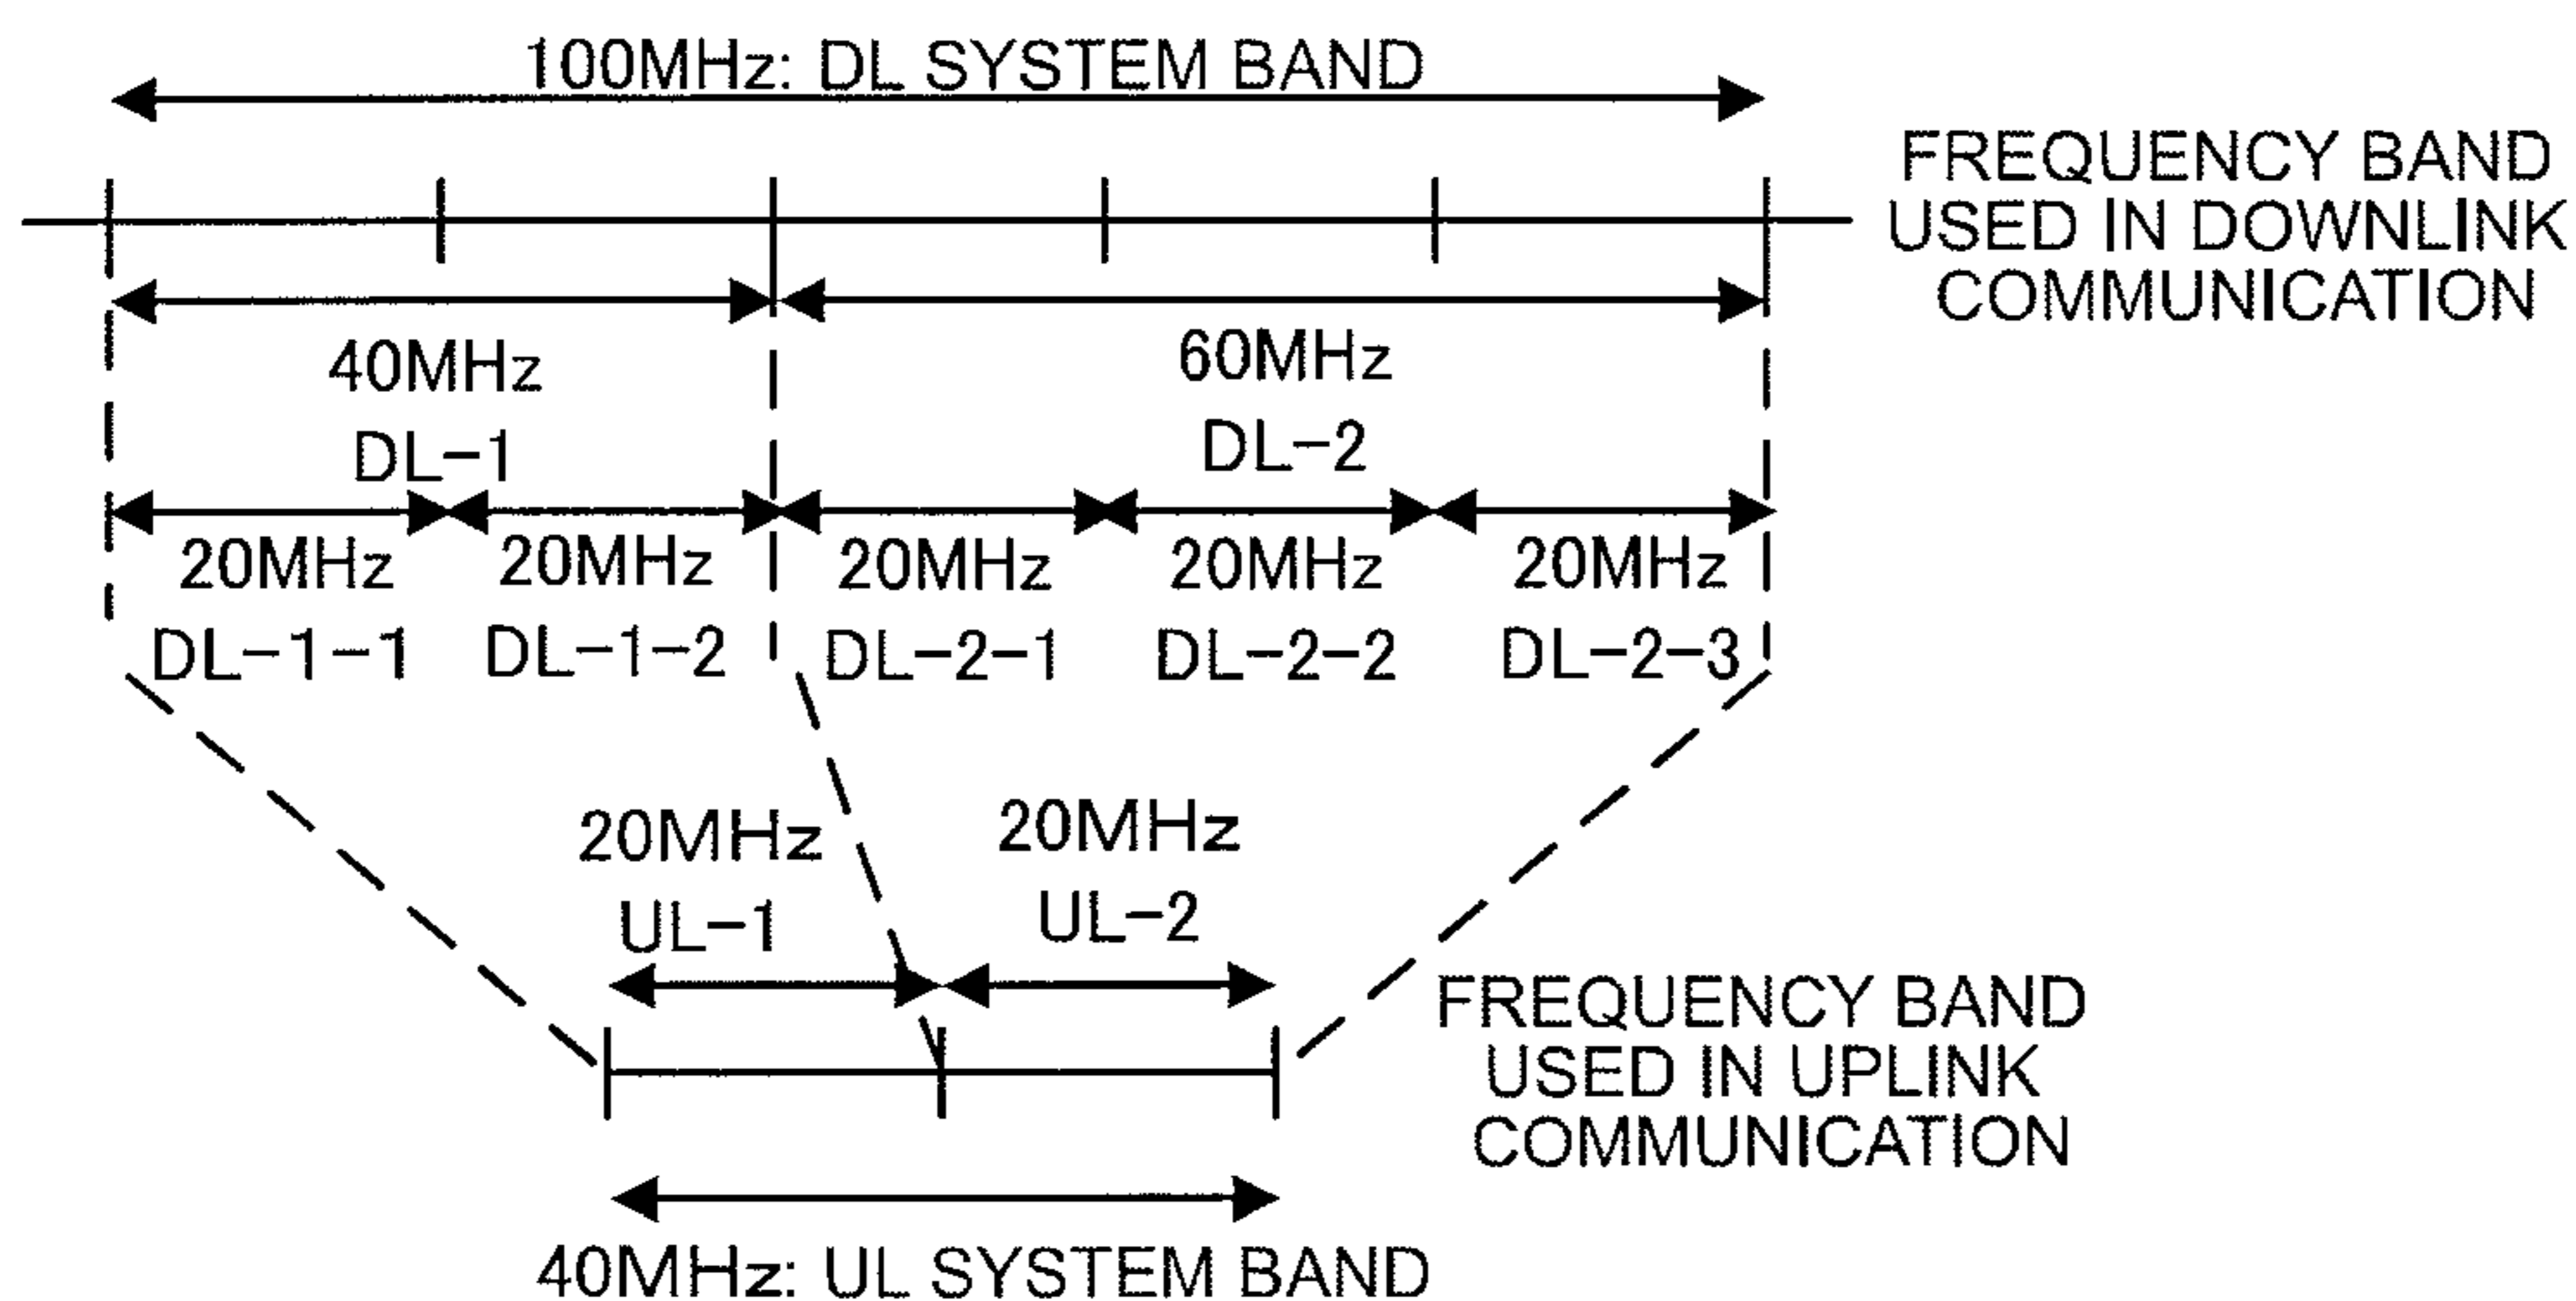 100MHz: DL SYSTEM BAND
FREQUENCY BAND
USED IN DOWNLINK
COMMUNICATION
40MHz
DL-1
60MHz
DL-2
20MHz
DL-1-1
20MHz
DL-1-2
20MHz
DL-2-1
20MHz
DL-2-2
20MHz
DL-2-3
20MHz
UL-1
20MHz
UL-2
FREQUENCY BAND
USED IN UPLINK
COMMUNICATION
40MHz: UL SYSTEM BAND